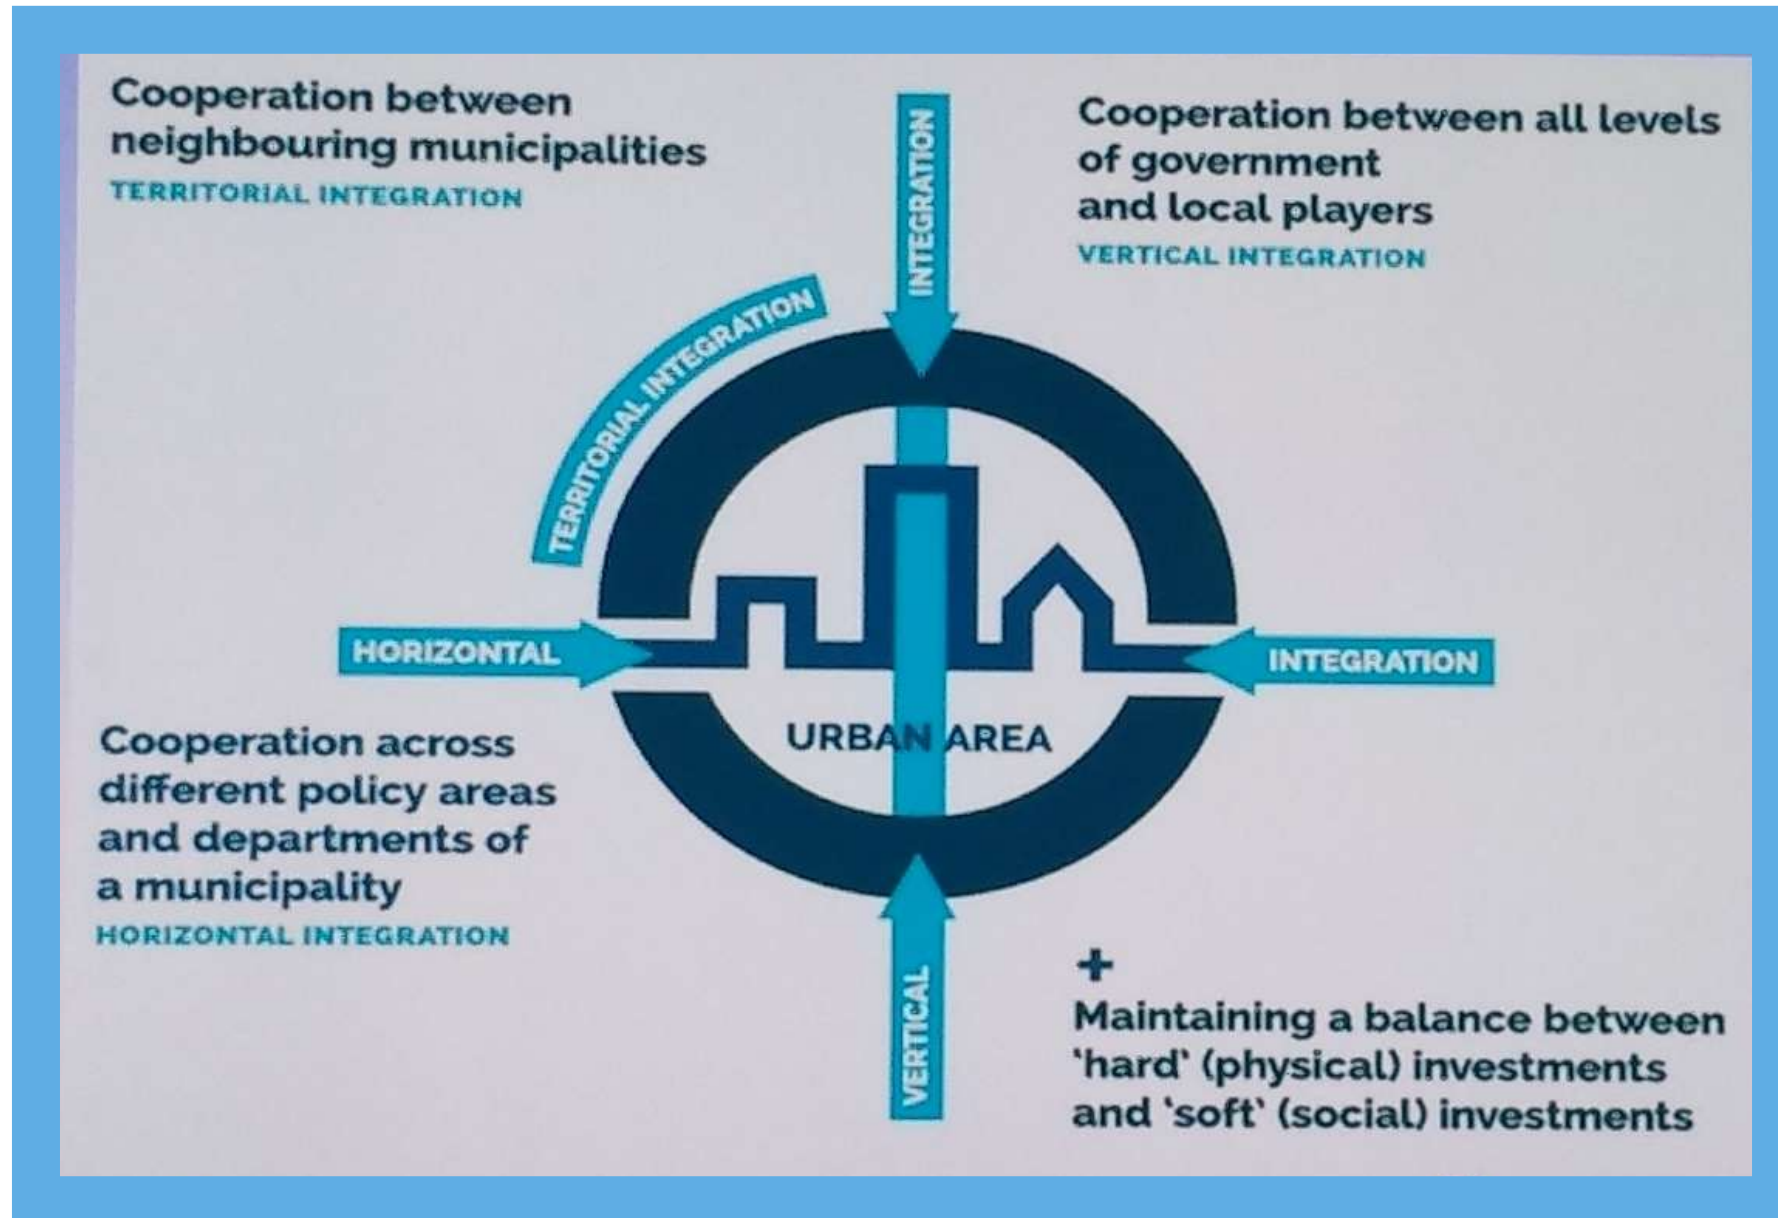 Cooperation between
neighbouring municipalities
TERRITORIAL INTEGRATION
Cooperation between all levels
of government
and local players
VERTICAL INTEGRATION
INTEGRATION
TERRITORIAL INTEGRATION
HORIZONTAL
INTEGRATION
URBAN AREA
Cooperation across
different policy areas
and departments of
a municipality
HORIZONTAL INTEGRATION
VERTICAL
+
Maintaining a balance between
‘hard‘ (physical) investments
and ‘soft‘ (social) investments